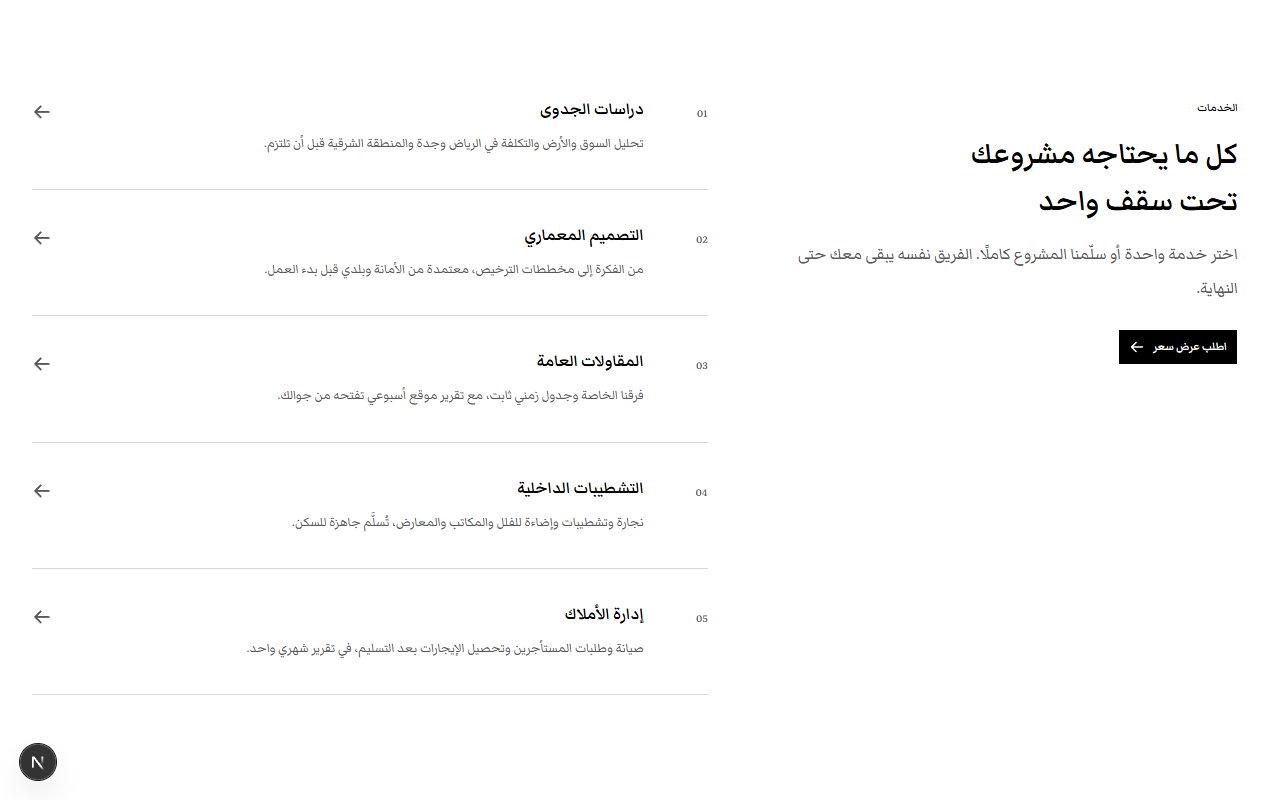 الخدمات
كل ما يحتاجه مشروعك
تحت سقف واحد
اختر خدمة واحدة أو سلّمنا المشروع كاملًا. الفريق نفسه يبقى معك حتى
النهاية.
اطلب عرض سعر
01
دراسات الجدوى
تحليل السوق والأرض والتكلفة في الرياض وجدة والمنطقة الشرقية قبل أن تلتزم.
02
التصميم المعماري
من الفكرة إلى مخططات الترخيص، معتمدة من الأمانة وبلدي قبل بدء العمل.
03
المقاولات العامة
فرقنا الخاصة وجدول زمني ثابت، مع تقرير موقع أسبوعي تفتحه من جوالك.
04
التشطيبات الداخلية
نجارة وتشطيبات وإضاءة للفلل والمكاتب والمعارض، تُسلَّم جاهزة للسكن.
05
إدارة الأملاك
صيانة وطلبات المستأجرين وتحصيل الإيجارات بعد التسليم، في تقرير شهري واحد.
N